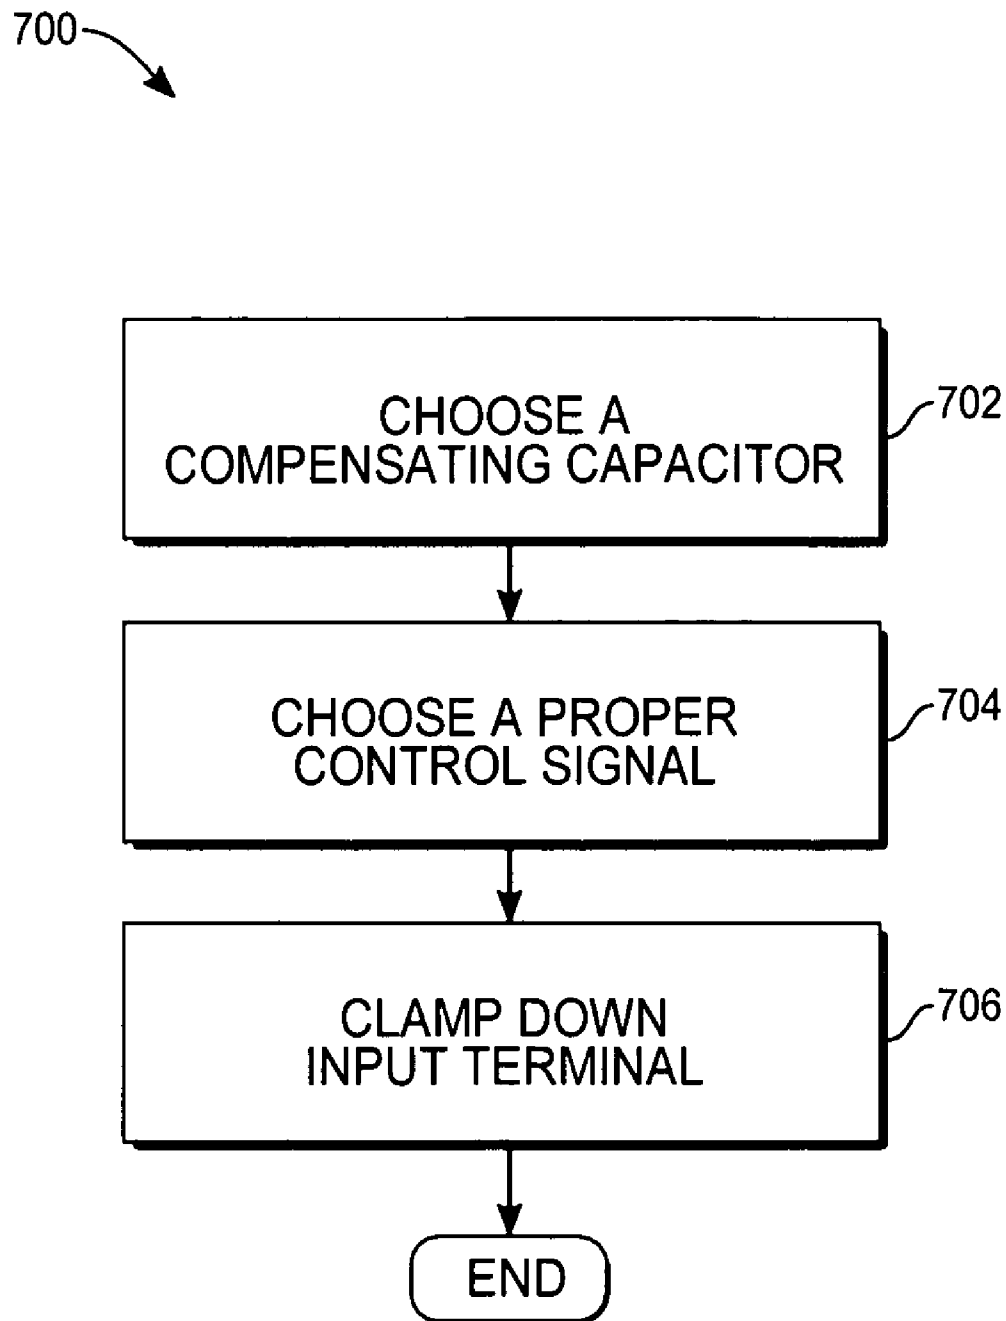 700
CHOOSE A
COMPENSATING CAPACITOR
702
CHOOSE A PROPER
CONTROL SIGNAL
704
CLAMP DOWN
INPUT TERMINAL
706
END